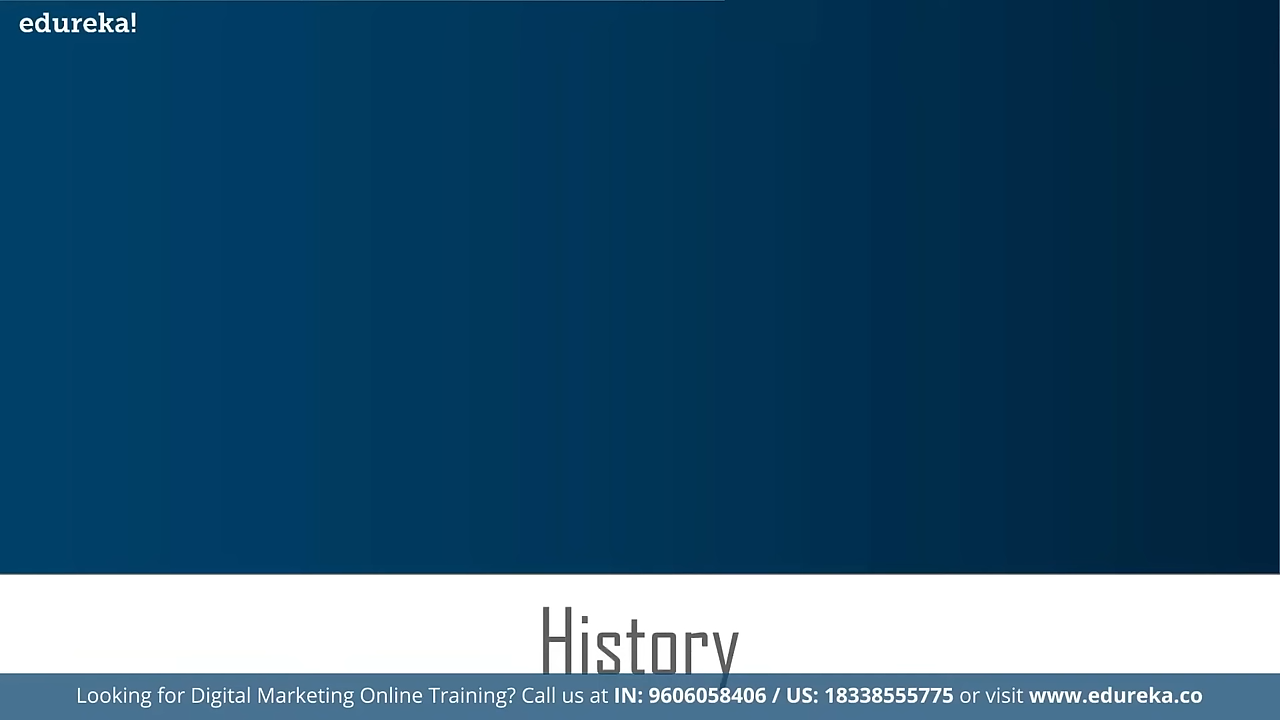 edureka!
History
Looking for Digital Marketing Online Training? Call us at IN: 9606058406 / US: 18338555775 or visit www.edureka.co